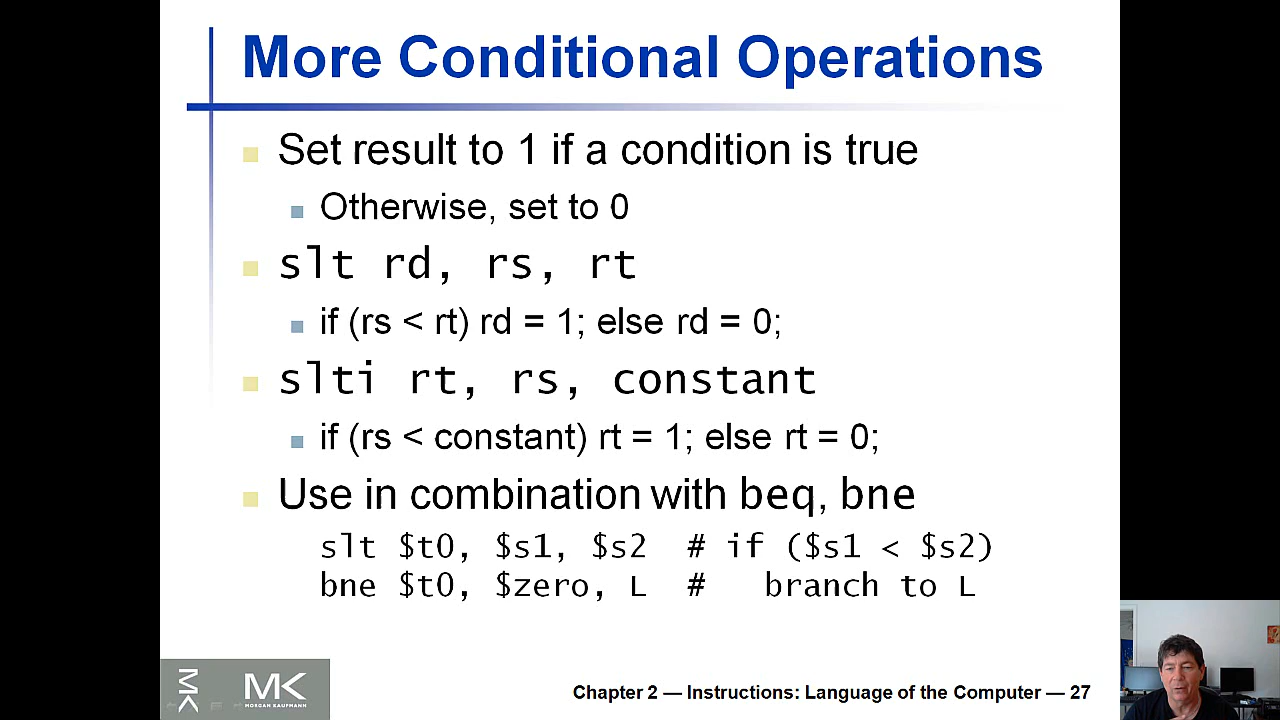 More Conditional Operations
Set result to 1 if a condition is true
Otherwise, set to 0
slt rd, rs, rt
if (rs < rt) rd = 1; else rd = 0;
slti rt, rs, constant
if (rs < constant) rt = 1; else rt = 0;
Use in combination with beq, bne
slt $t0, $s1, $s2 # if ($s1 < $s2)
bne $t0, $zero, L # branch to L
MK
MK
MORGAN KAUFMANN
Chapter 2 — Instructions: Language of the Computer — 27